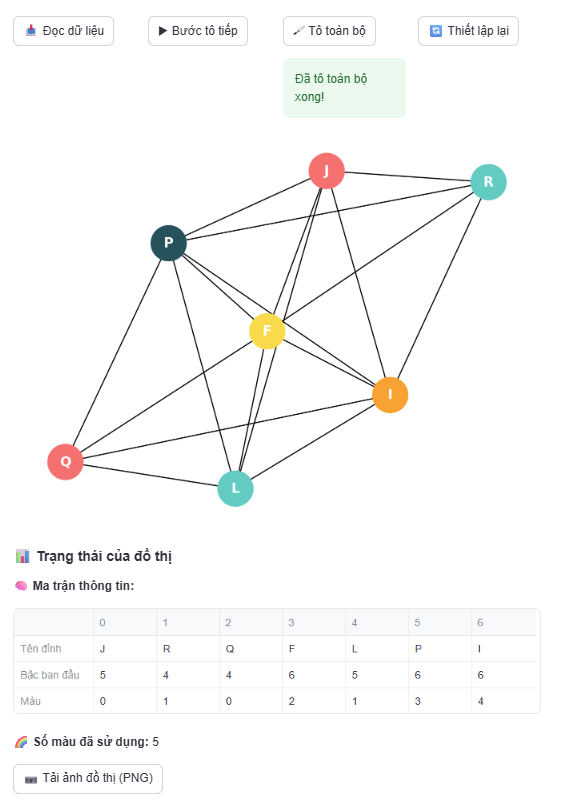 Đọc dữ liệu
Bước tô tiếp
Tô toàn bộ
Thiết lập lại
Đã tô toàn bộ
xong!
J
R
P
F
I
Q
L
Trạng thái của đồ thị
Ma trận thông tin:
0 1 2 3 4 5 6
Tên đỉnh J R Q F L P I
Bậc ban đầu 5 4 4 6 5 6 6
Màu 0 1 0 2 1 3 4
Số màu đã sử dụng: 5
Tải ảnh đồ thị (PNG)